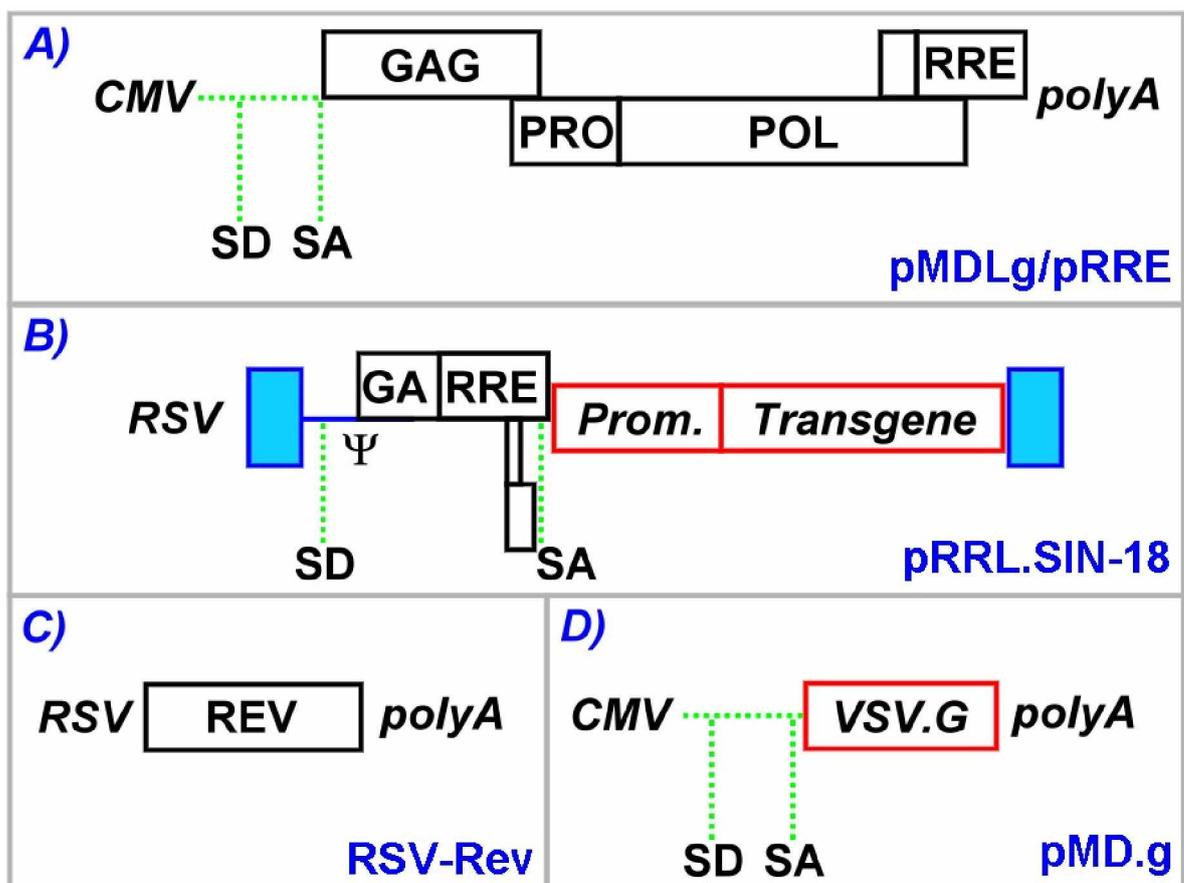 A)
CMV GAG RRE polyA
PRO POL
SD SA
pMDLg/pRRE
B)
RSV GA RRE Prom. Transgene
Ψ
SD SA
pRRL.SIN-18
C)
RSV REV polyA
RSV-Rev
D)
CMV VSV.G polyA
SD SA
pMD.g